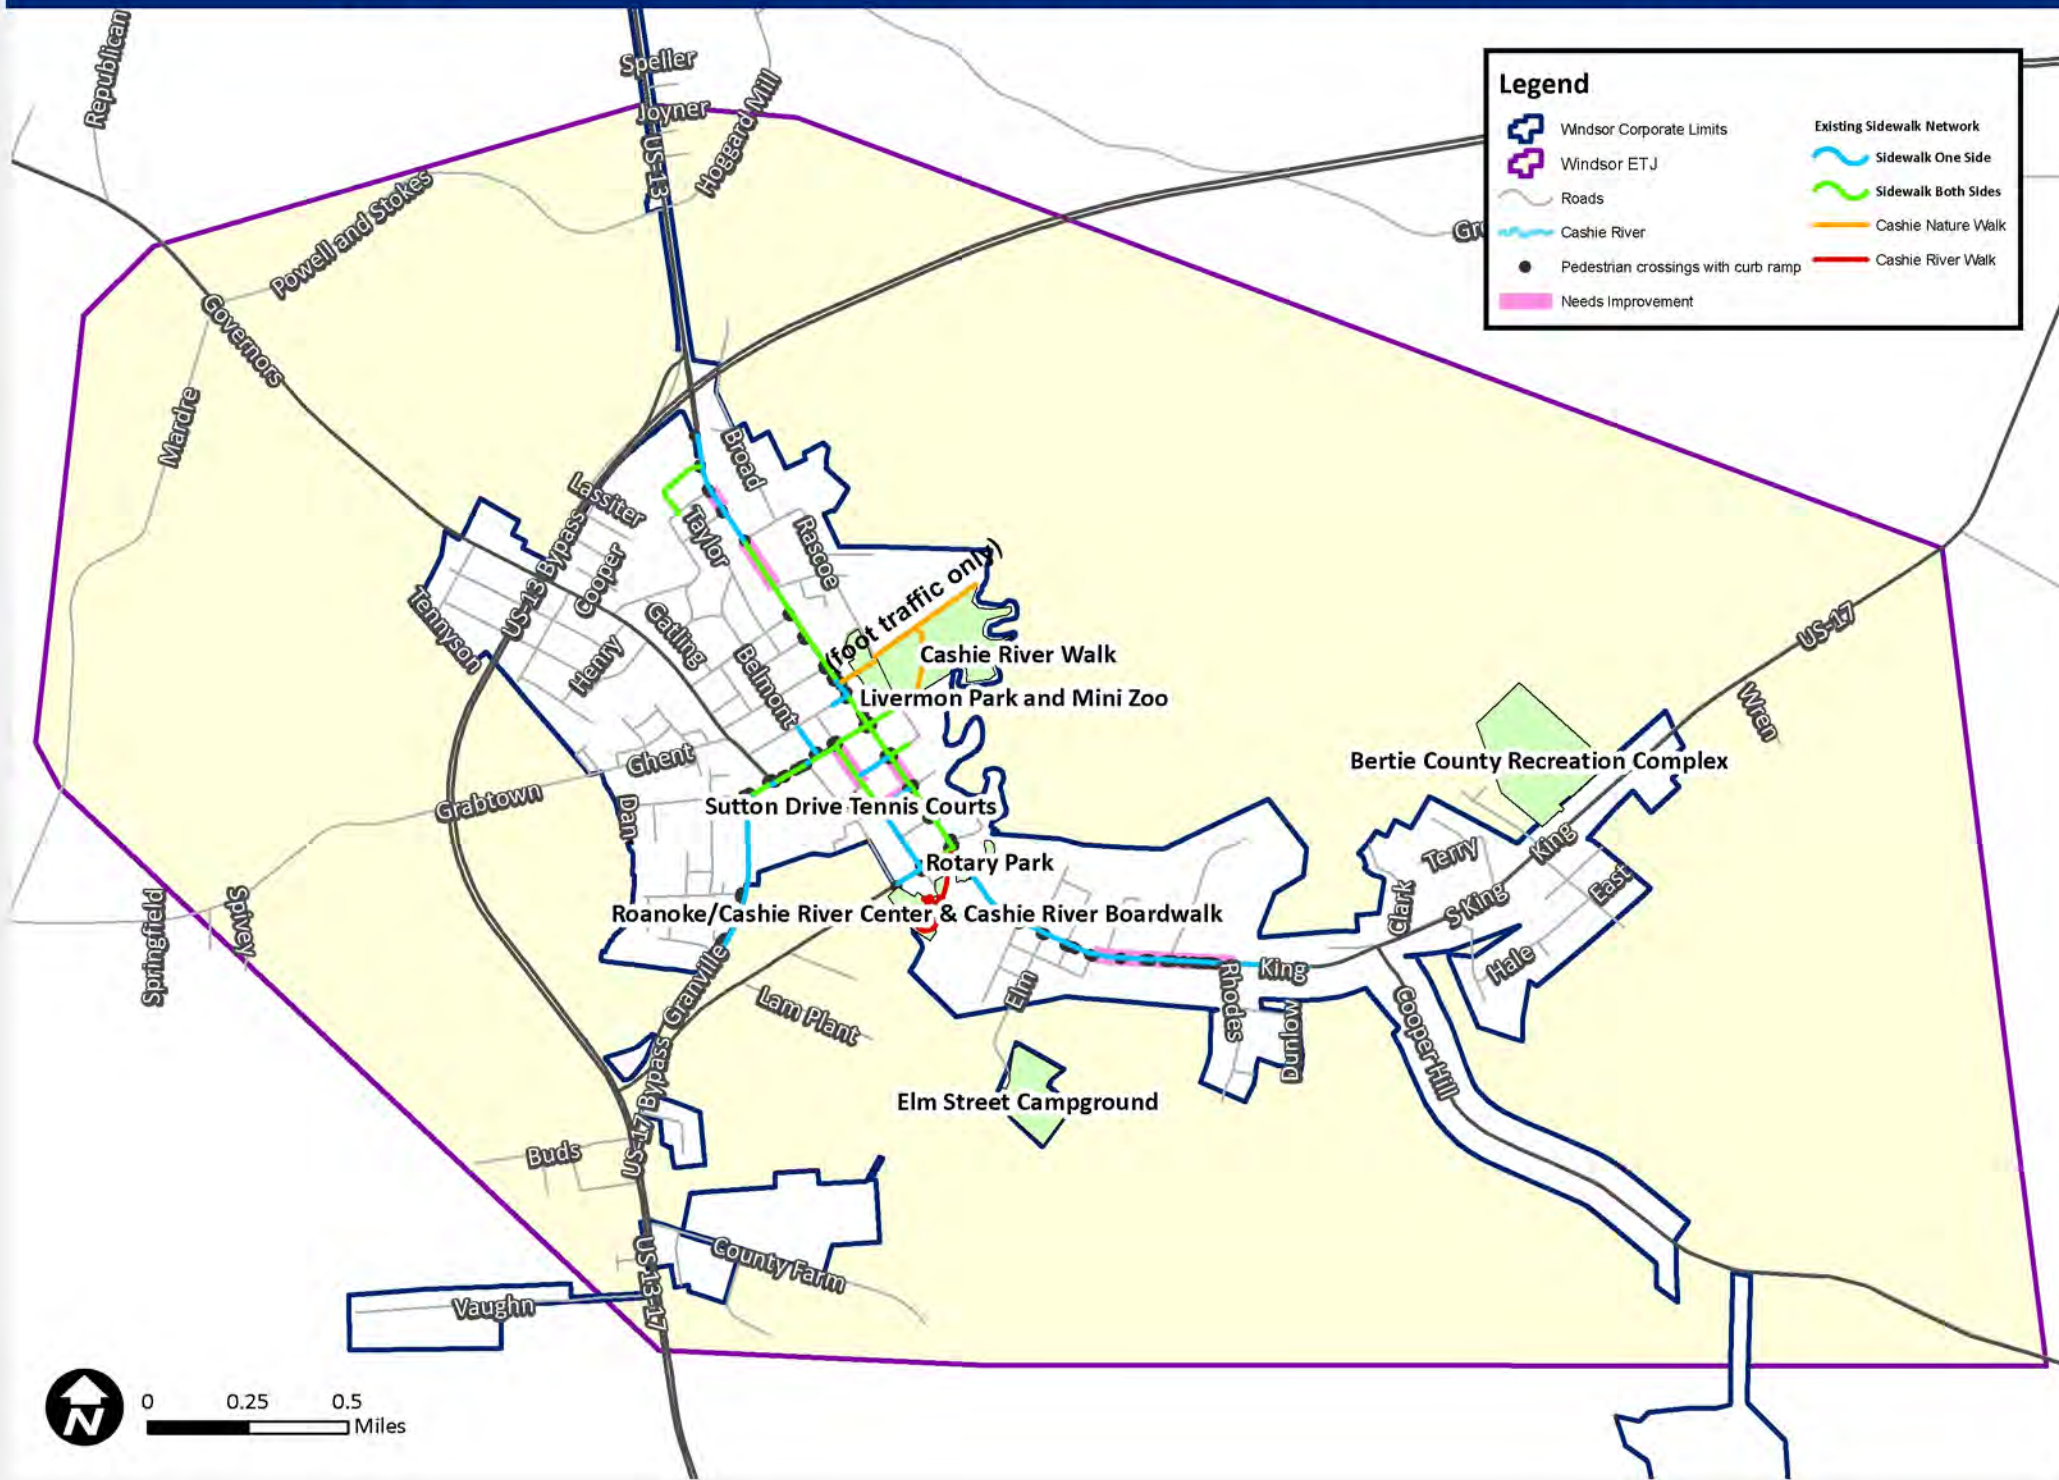 Republican
Speller
Joyner
US-13
Hoggard Mill
Legend
Windsor Corporate Limits
Windsor ETJ
Roads
Cashie River
Pedestrian crossings with curb ramp
Needs Improvement
Existing Sidewalk Network
Sidewalk One Side
Sidewalk Both Sides
Cashie Nature Walk
Cashie River Walk
Powell and Stokes
Governors
Mardre
Broad
Lassiter
Taylor
Rascoe
US-13 Bypass
Cooper
Tennyson
Henry
Gatling
Belmont
(foot traffic only)
Cashie River Walk
Livermon Park and Mini Zoo
US-17
Wren
Bertie County Recreation Complex
Ghent
Grabtown
Dan
Sutton Drive Tennis Courts
Rotary Park
Terry
King
East
Clark
S King
Hale
Springfield
Spivey
Roanoke/Cashie River Center & Cashie River Boardwalk
Granville
Lam Plant
Elm
Rhodes
King
Dunlow
Cooper Hill
US-17 Bypass
Elm Street Campground
Buds
County Farm
US 13-17
Vaughn
N
0 0.25 0.5
Miles